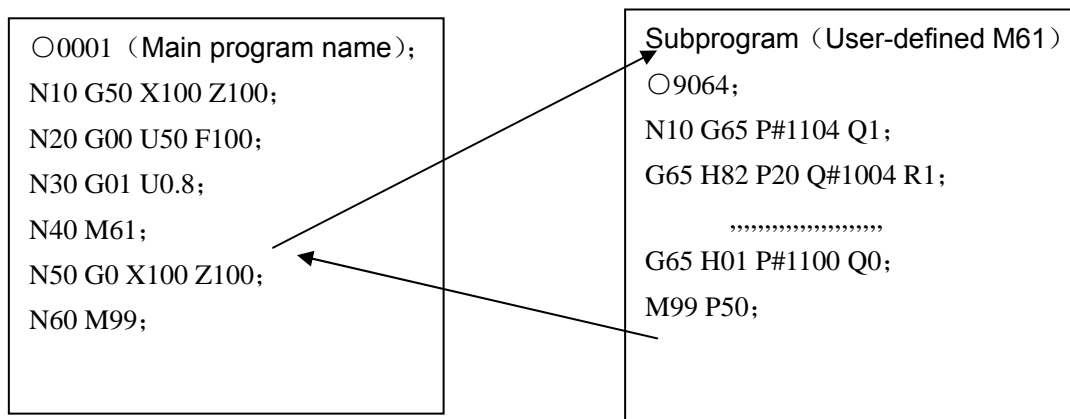 ○0001（Main program name）；
N10 G50 X100 Z100；
N20 G00 U50 F100；
N30 G01 U0.8；
N40 M61；
N50 G0 X100 Z100；
N60 M99；
Subprogram（User-defined M61）
○9064；
N10 G65 P#1104 Q1；
G65 H82 P20 Q#1004 R1；
,,,,,,,,,,,,,,,,,,,,,,
G65 H01 P#1100 Q0；
M99 P50；